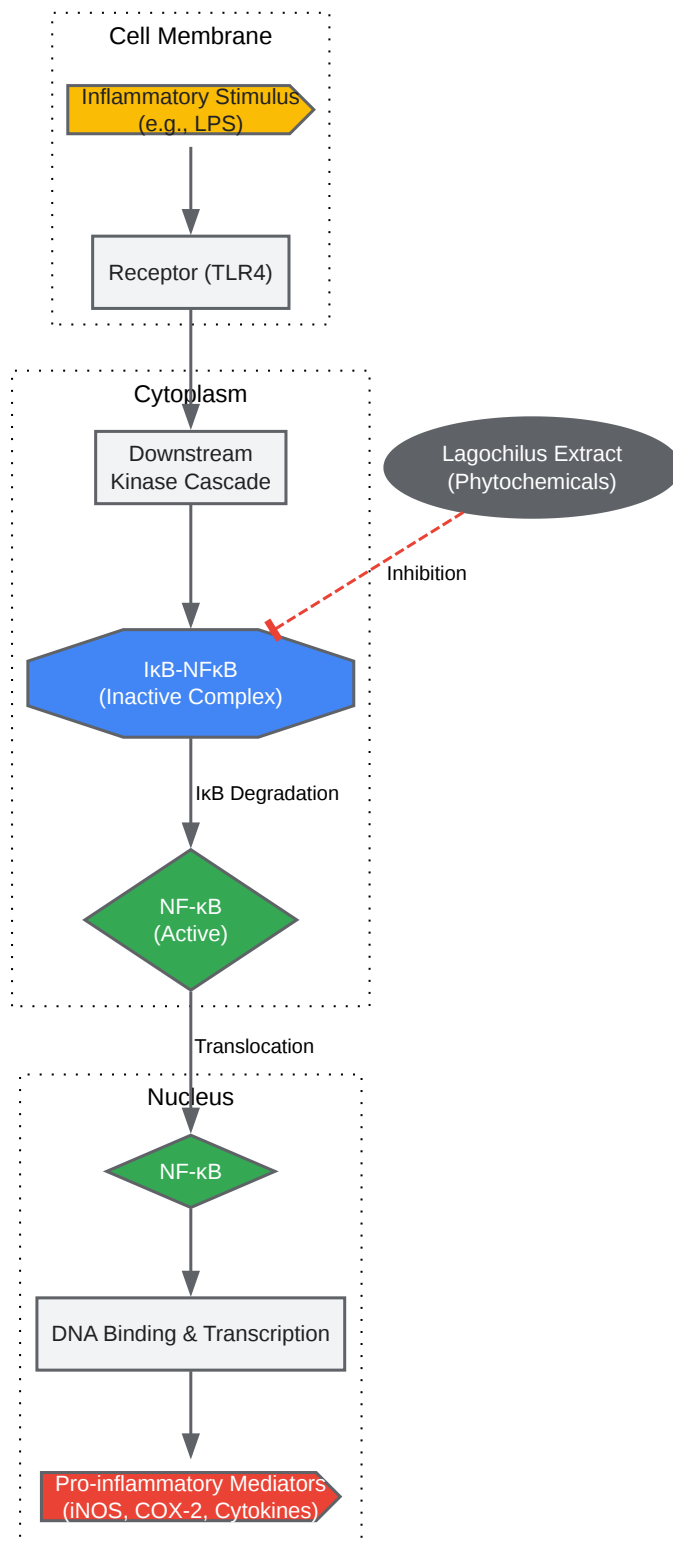 Cell Membrane
Inflammatory Stimulus
(e.g., LPS)
Receptor (TLR4)
Cytoplasm
Downstream
Kinase Cascade
Lagochilus Extract
(Phytochemicals)
Inhibition
IκB-NFκB
(Inactive Complex)
IκB Degradation
NF-κB
(Active)
Translocation
Nucleus
NF-κB
DNA Binding & Transcription
Pro-inflammatory Mediators
(iNOS, COX-2, Cytokines)